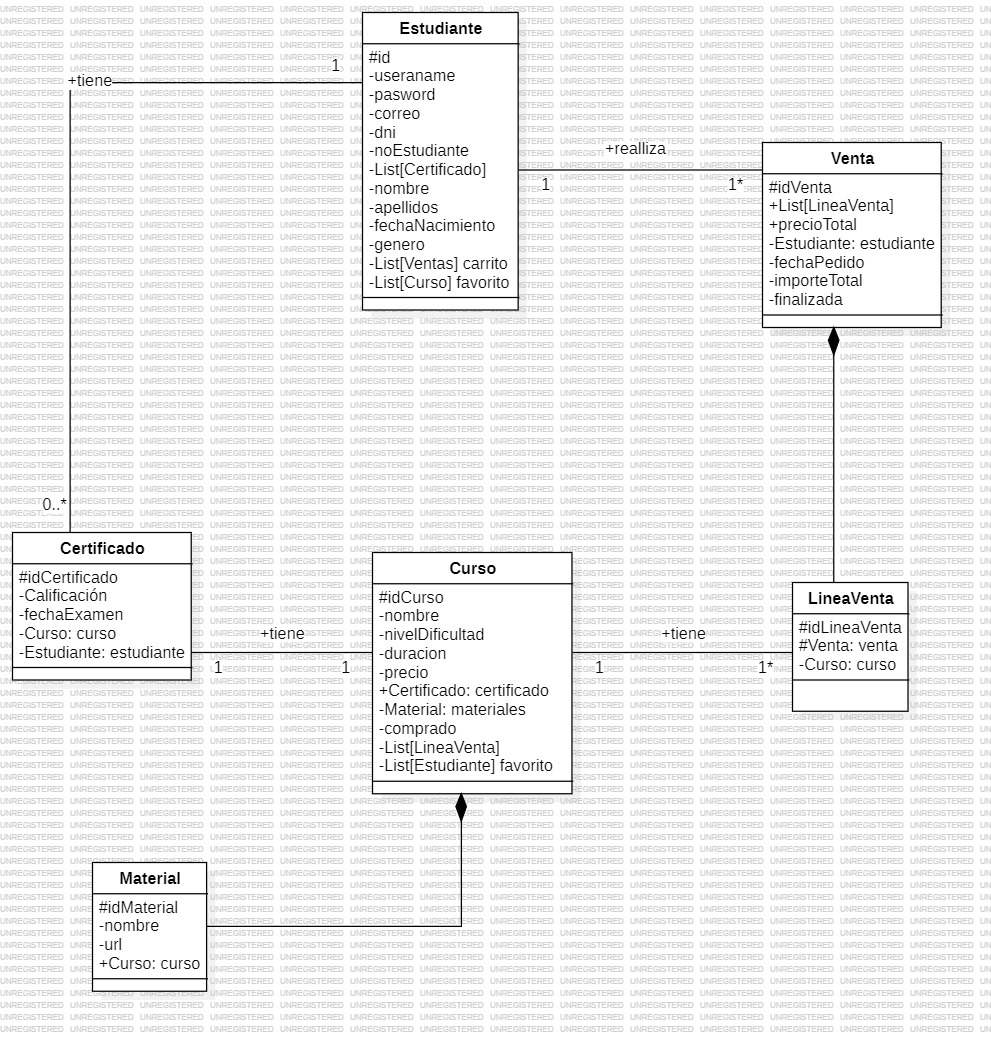 Estudiante
#id
-useraname
-pasword
-correo
-dni
-noEstudiante
-List[Certificado]
-nombre
-apellidos
-fechaNacimiento
-genero
-List[Ventas] carrito
-List[Curso] favorito
1
+tiene
0..*
+realliza
1
1*
Venta
#idVenta
+List[LineaVenta]
+precioTotal
-Estudiante: estudiante
-fechaPedido
-importeTotal
-finalizada
Certificado
#idCertificado
-Calificación
-fechaExamen
-Curso: curso
-Estudiante: estudiante
+tiene
1
1
Curso
#idCurso
-nombre
-nivelDificultad
-duracion
-precio
+Certificado: certificado
-Material: materiales
-comprado
-List[LineaVenta]
-List[Estudiante] favorito
+tiene
1
1*
LineaVenta
#idLineaVenta
#Venta: venta
-Curso: curso
Material
#idMaterial
-nombre
-url
+Curso: curso
UNREGISTERED